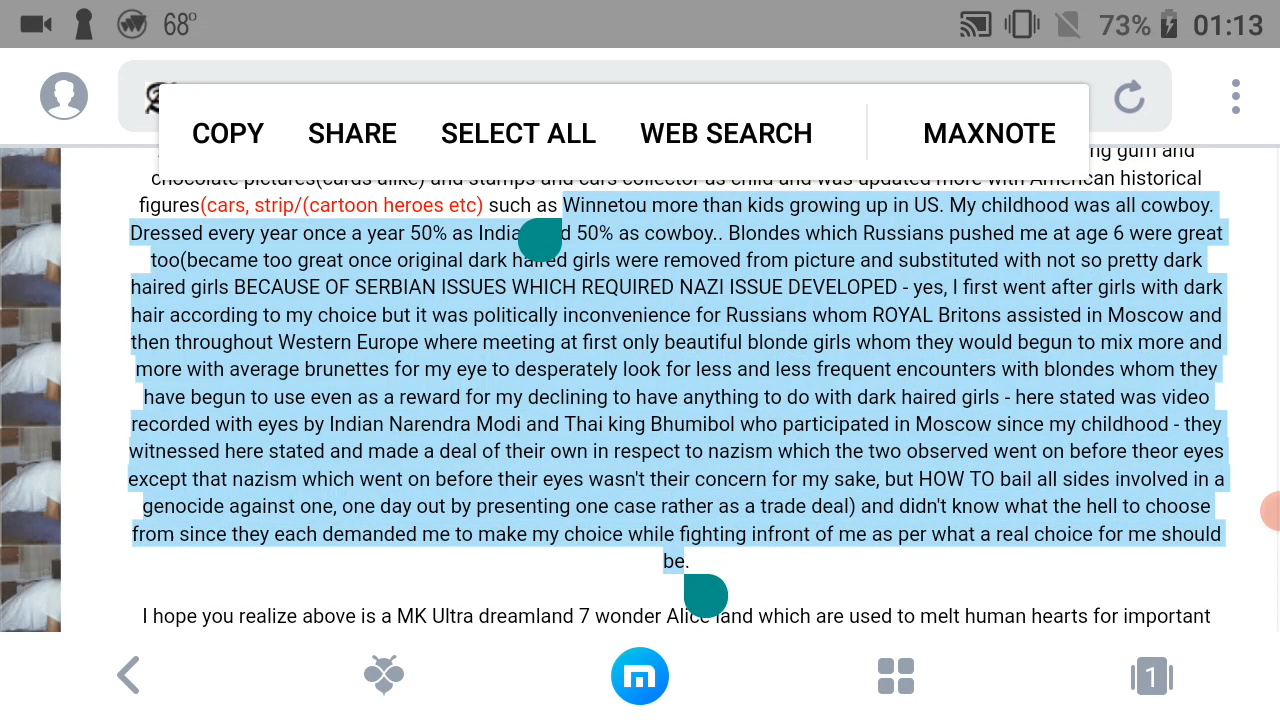 68°
73% 01:13
COPY SHARE SELECT ALL WEB SEARCH MAXNOTE
gum and
chocolate pictures(cards alike) and stamps and cars collector as child and was updated more with American historical
figures(cars, strip/(cartoon heroes etc) such as Winnetou more than kids growing up in US. My childhood was all cowboy.
Dressed every year once a year 50% as India d 50% as cowboy.. Blondes which Russians pushed me at age 6 were great
too(became too great once original dark haired girls were removed from picture and substituted with not so pretty dark
haired girls BECAUSE OF SERBIAN ISSUES WHICH REQUIRED NAZI ISSUE DEVELOPED - yes, I first went after girls with dark
hair according to my choice but it was politically inconvenience for Russians whom ROYAL Britons assisted in Moscow and
then throughout Western Europe where meeting at first only beautiful blonde girls whom they would begun to mix more and
more with average brunettes for my eye to desperately look for less and less frequent encounters with blondes whom they
have begun to use even as a reward for my declining to have anything to do with dark haired girls - here stated was video
recorded with eyes by Indian Narendra Modi and Thai king Bhumibol who participated in Moscow since my childhood - they
witnessed here stated and made a deal of their own in respect to nazism which the two observed went on before theor eyes
except that nazism which went on before their eyes wasn't their concern for my sake, but HOW TO bail all sides involved in a
genocide against one, one day out by presenting one case rather as a trade deal) and didn't know what the hell to choose
from since they each demanded me to make my choice while fighting infront of me as per what a real choice for me should
be.
I hope you realize above is a MK Ultra dreamland 7 wonder Alice land which are used to melt human hearts for important
1